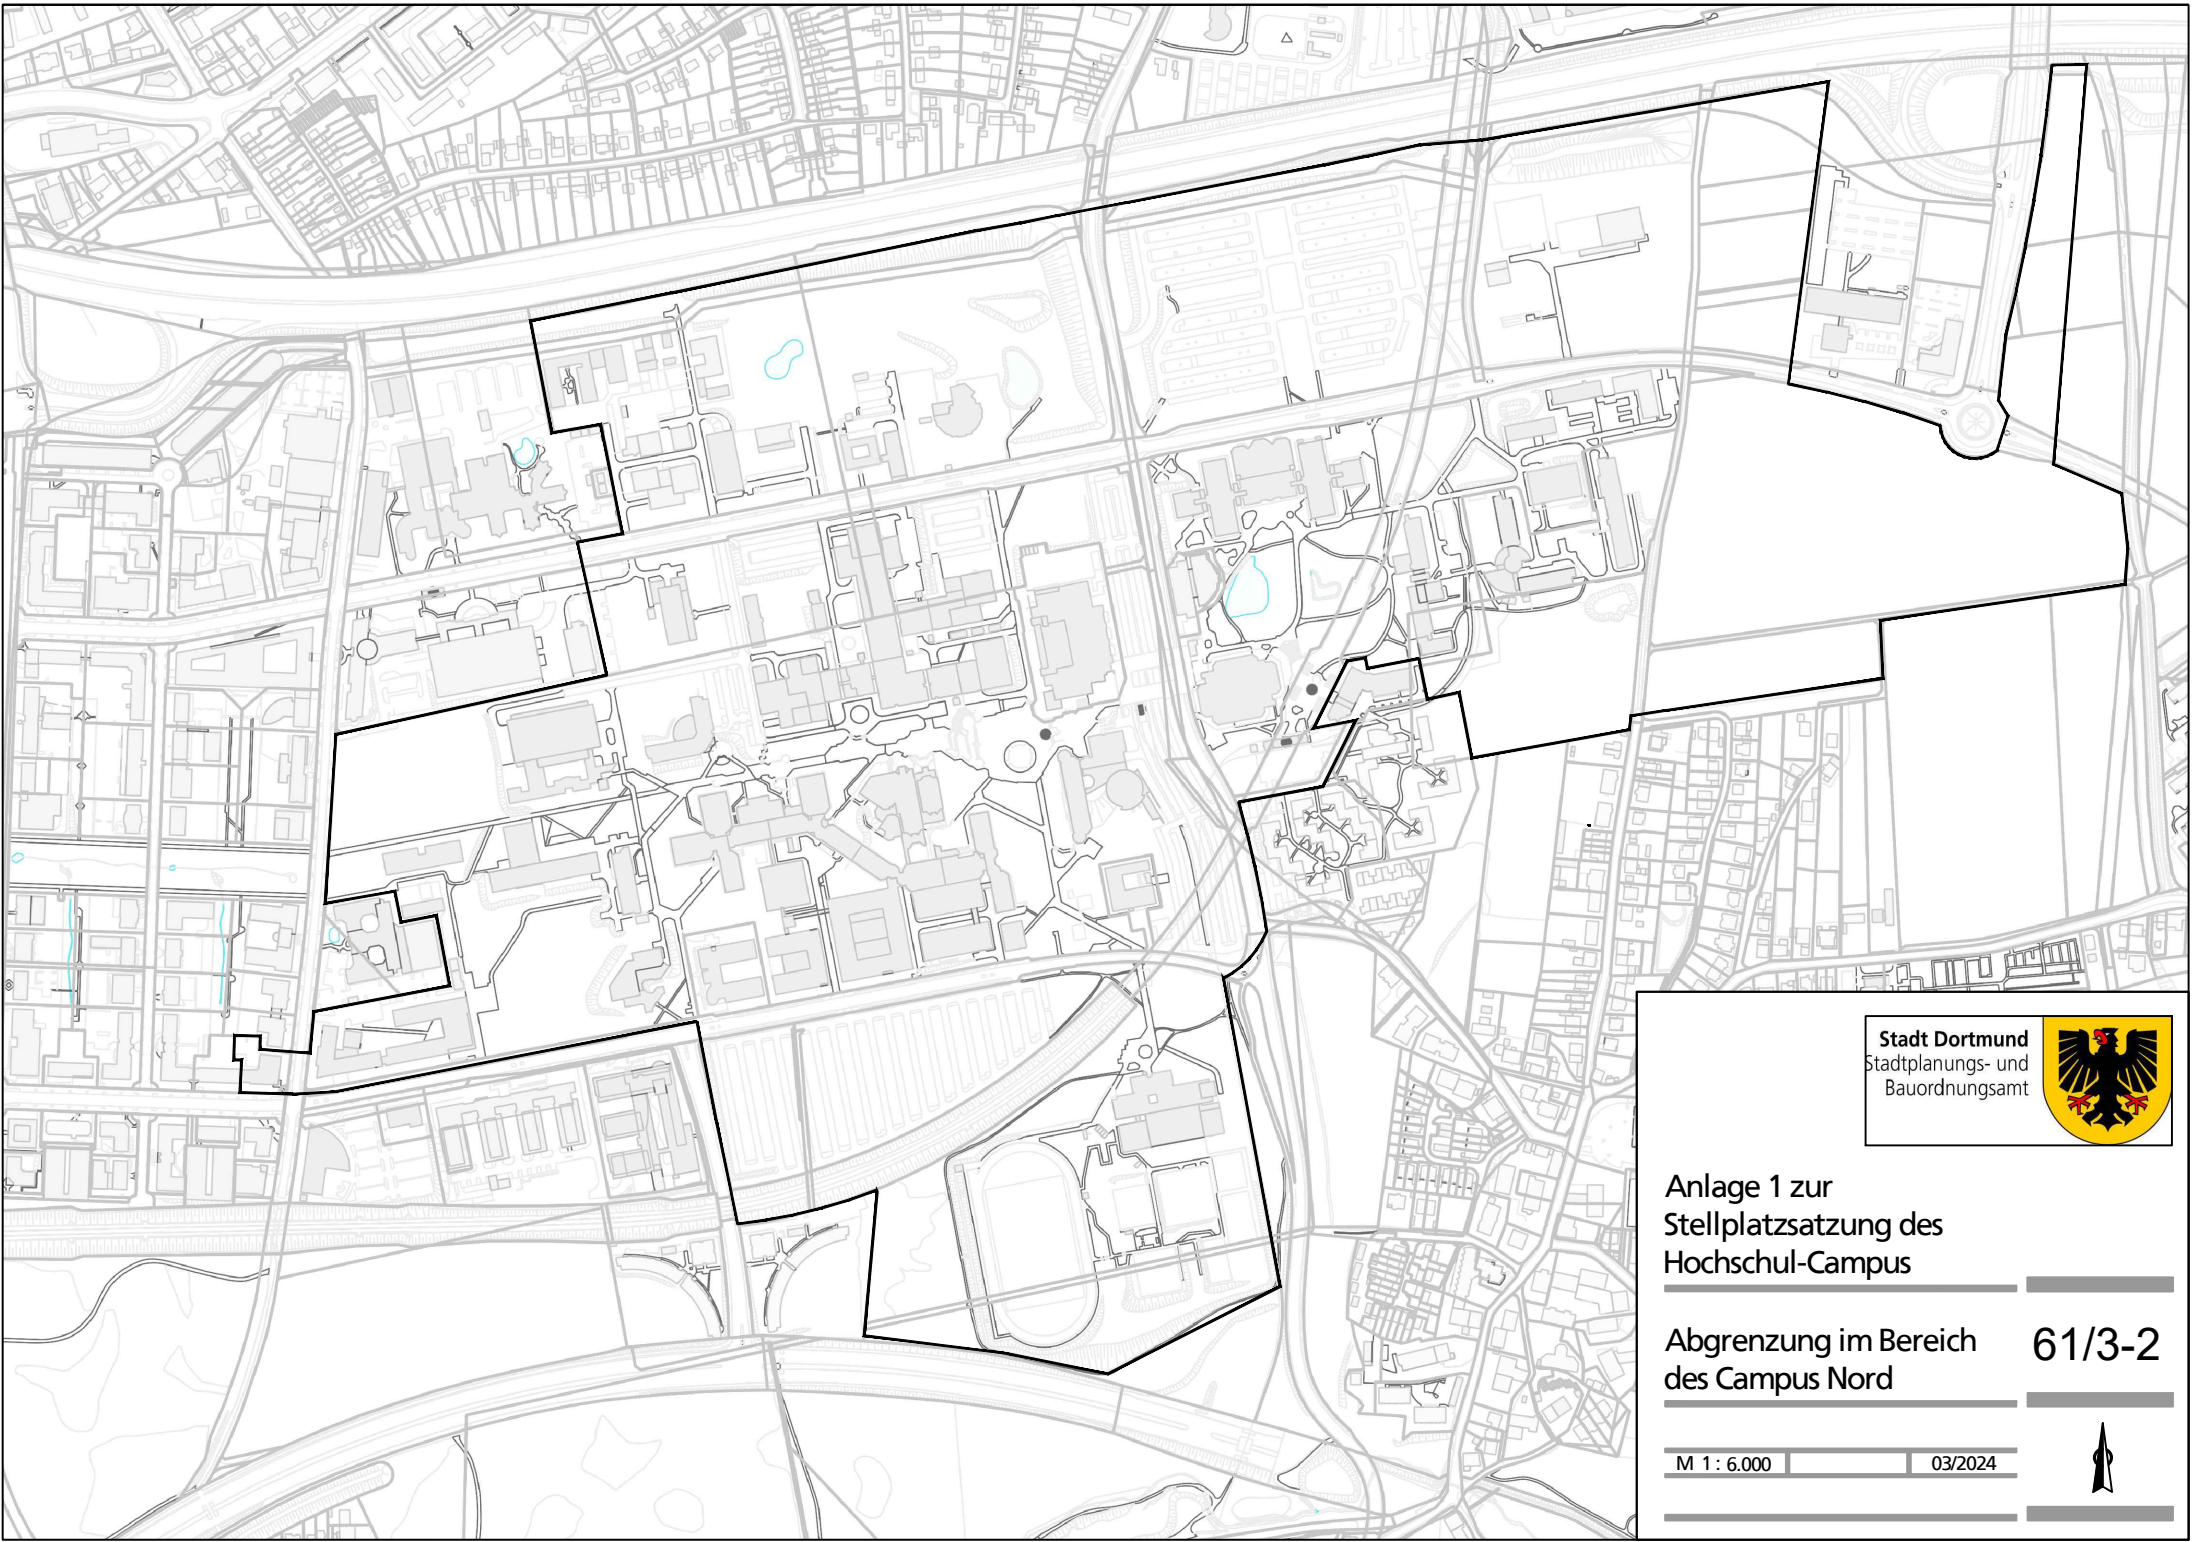 Stadt Dortmund
Stadtplanungs- und
Bauordnungsamt
Anlage 1 zur
Stellplatzsatzung des
Hochschul-Campus
Abgrenzung im Bereich
des Campus Nord
61/3-2
M 1 : 6.000
03/2024